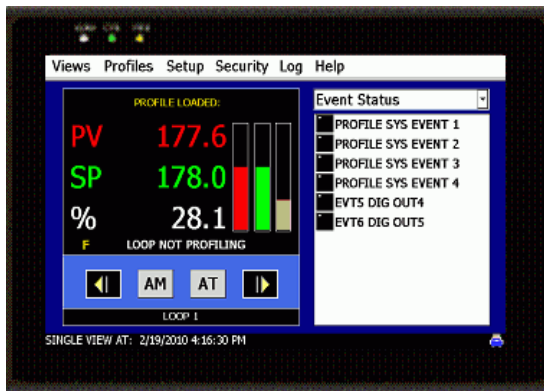 Views Profiles Setup Security Log Help
PROFILE LOADED:
PV 177.6
SP 178.0
% 28.1
F LOOP NOT PROFILING
AM AT
LOOP 1
Event Status
PROFILE SYS EVENT 1
PROFILE SYS EVENT 2
PROFILE SYS EVENT 3
PROFILE SYS EVENT 4
EVT5 DIG OUT4
EVT6 DIG OUT5
SINGLE VIEW AT: 2/19/2010 4:16:30 PM